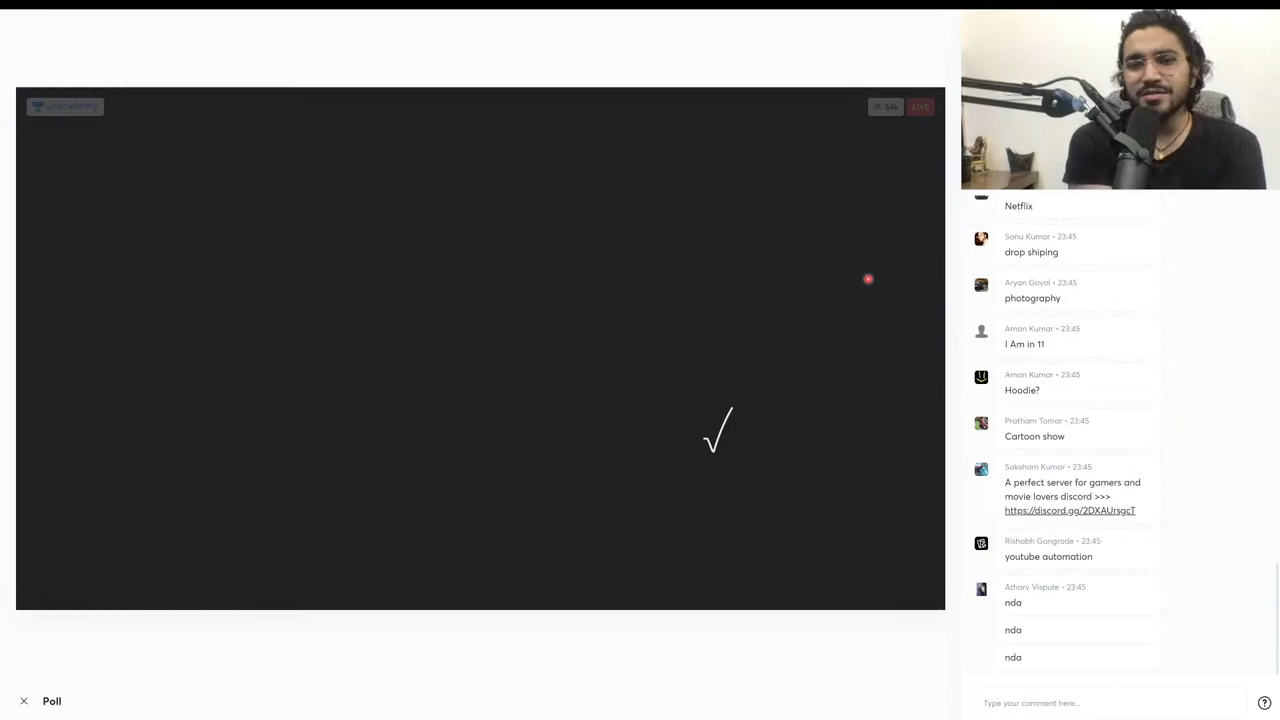 unacademy
54k
LIVE
√
Poll
Netflix
Sonu Kumar • 23:45
drop shiping
Aryan Goyal • 23:45
photography
Aman Kumar • 23:45
I Am in 11
Aman Kumar • 23:45
Hoodie?
Pratham Tomar • 23:45
Cartoon show
Saksham Kumar • 23:45
A perfect server for gamers and
movie lovers discord >>>
https://discord.gg/2DXAUrsgcT
Rishabh Gangrade • 23:45
youtube automation
Atharv Vispute • 23:45
nda
nda
nda
Type your comment here...
?